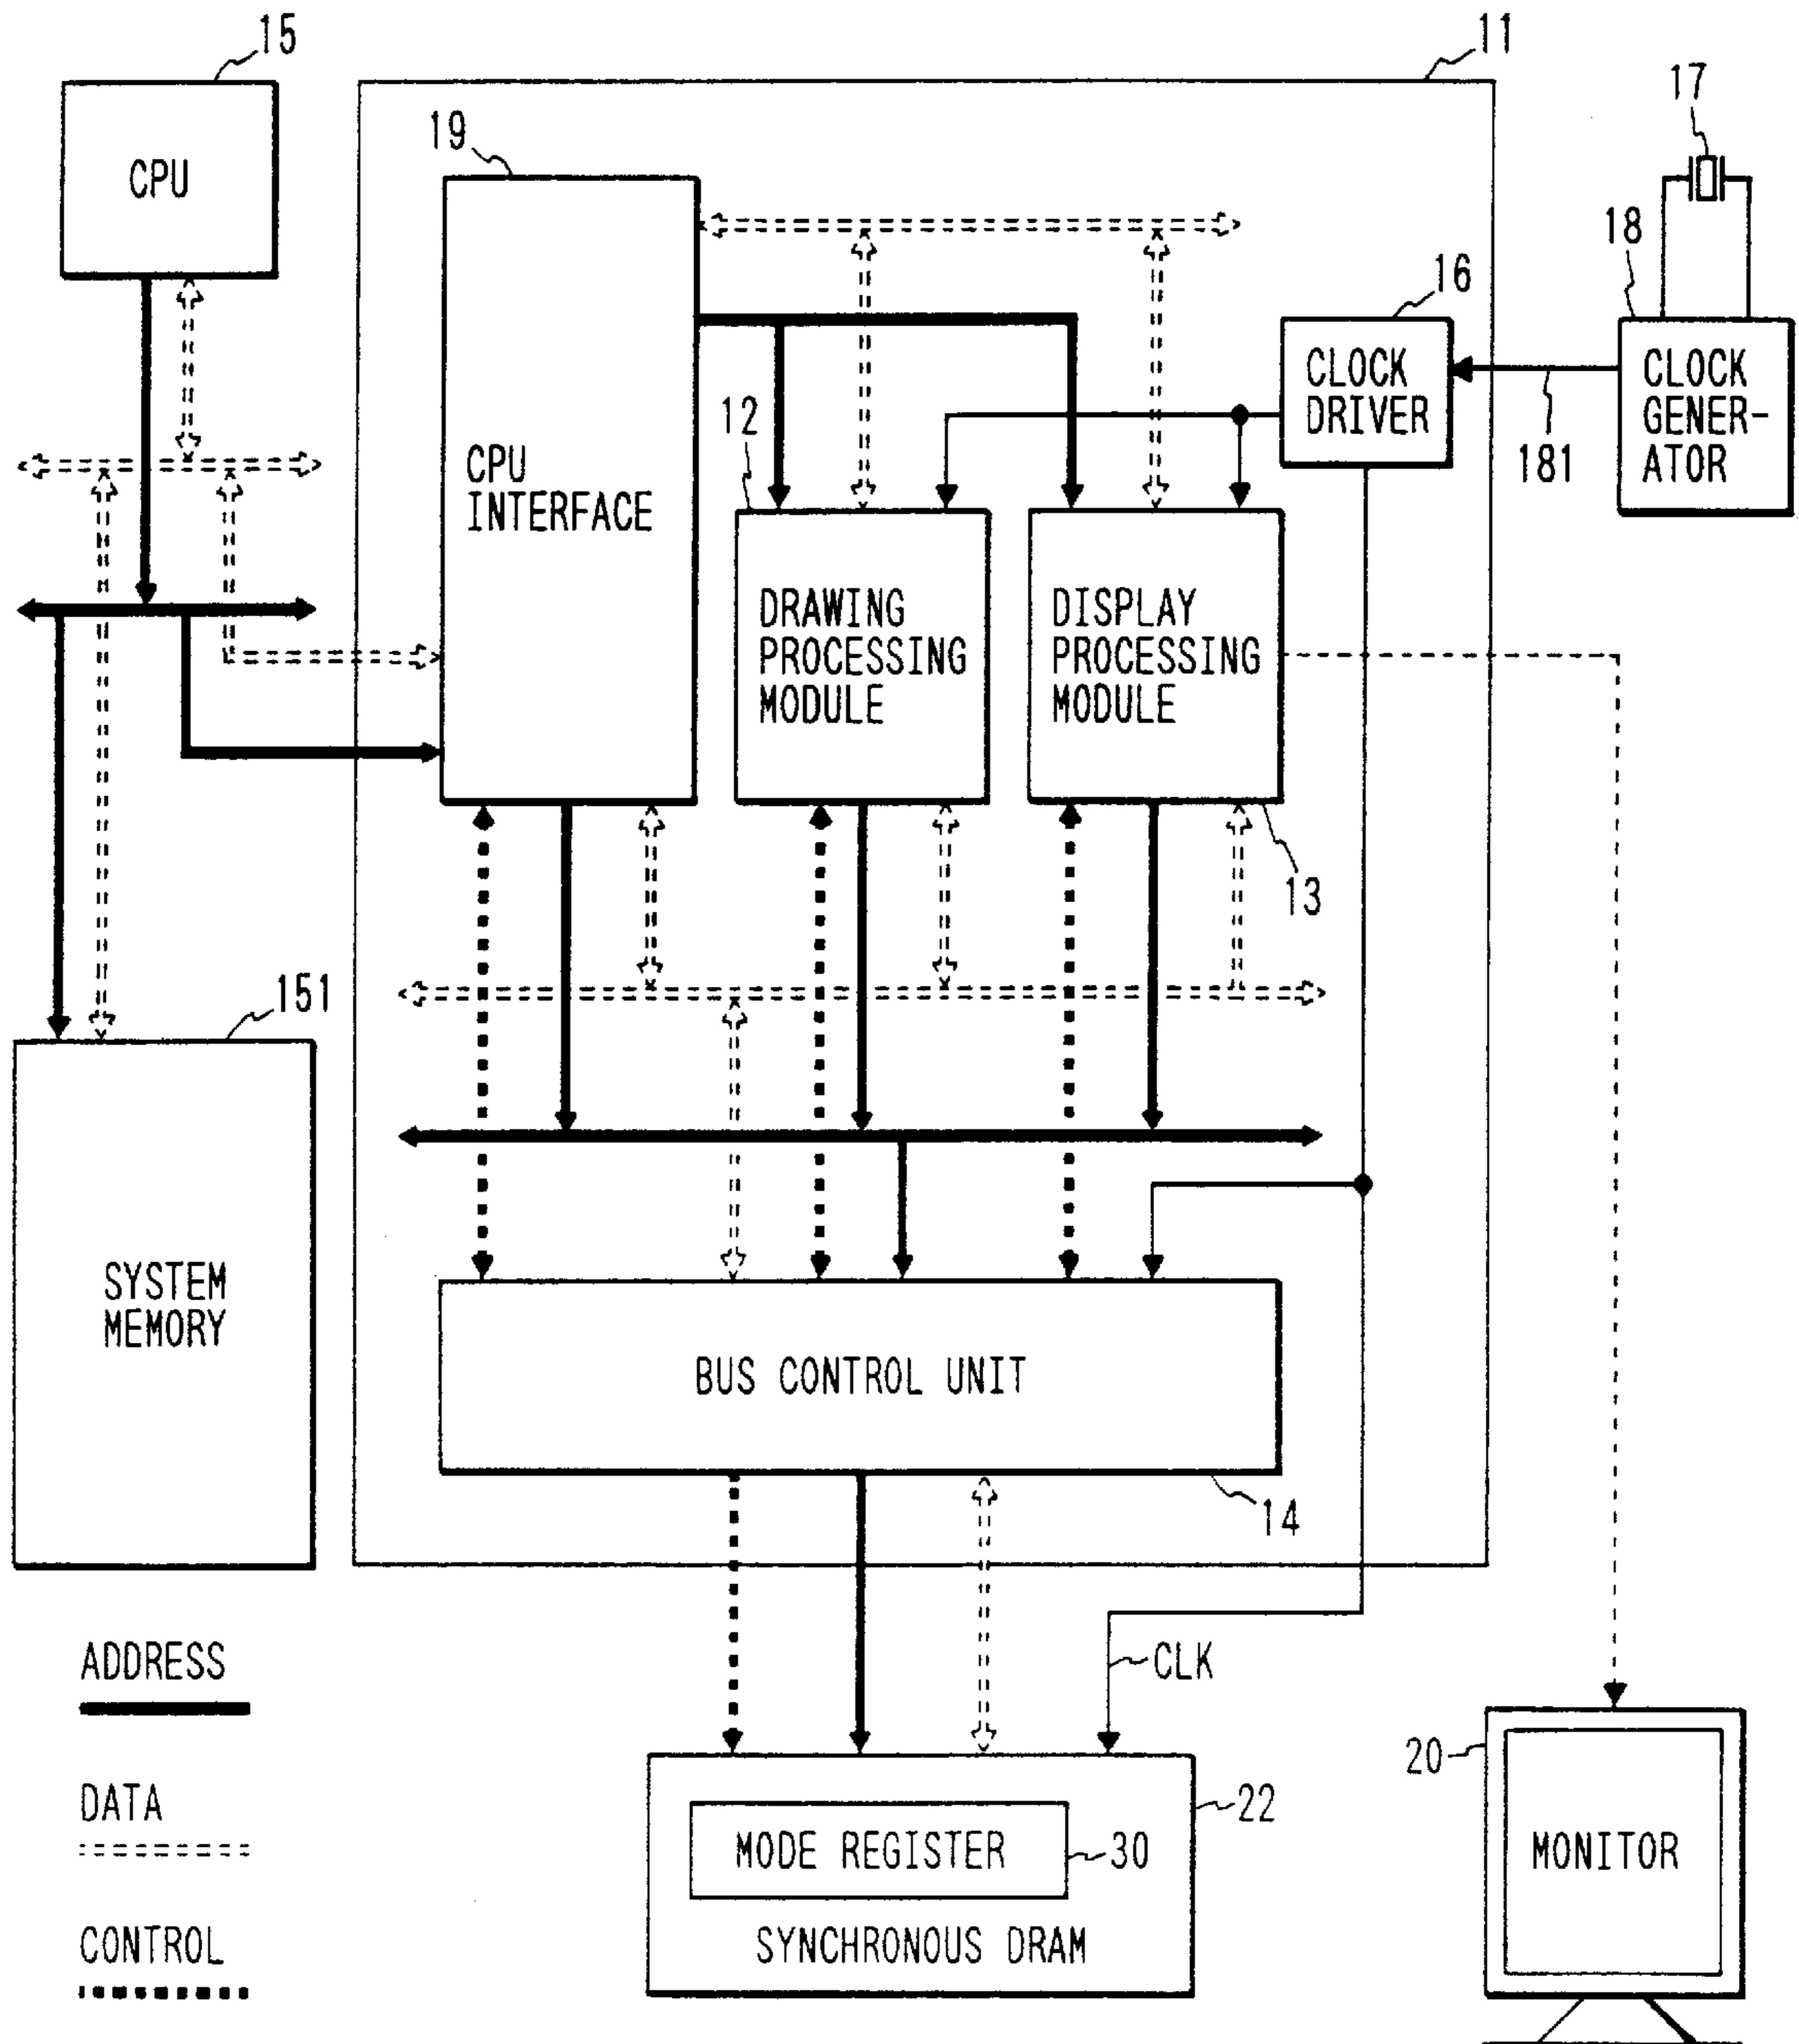 15
11
CPU
19
17
18
16
CLOCK
DRIVER
CLOCK
GENER-
ATOR
181
12
CPU
INTERFACE
DRAWING
PROCESSING
MODULE
DISPLAY
PROCESSING
MODULE
13
151
SYSTEM
MEMORY
BUS CONTROL UNIT
14
ADDRESS
CLK
DATA
20
22
MODE REGISTER
30
MONITOR
CONTROL
SYNCHRONOUS DRAM